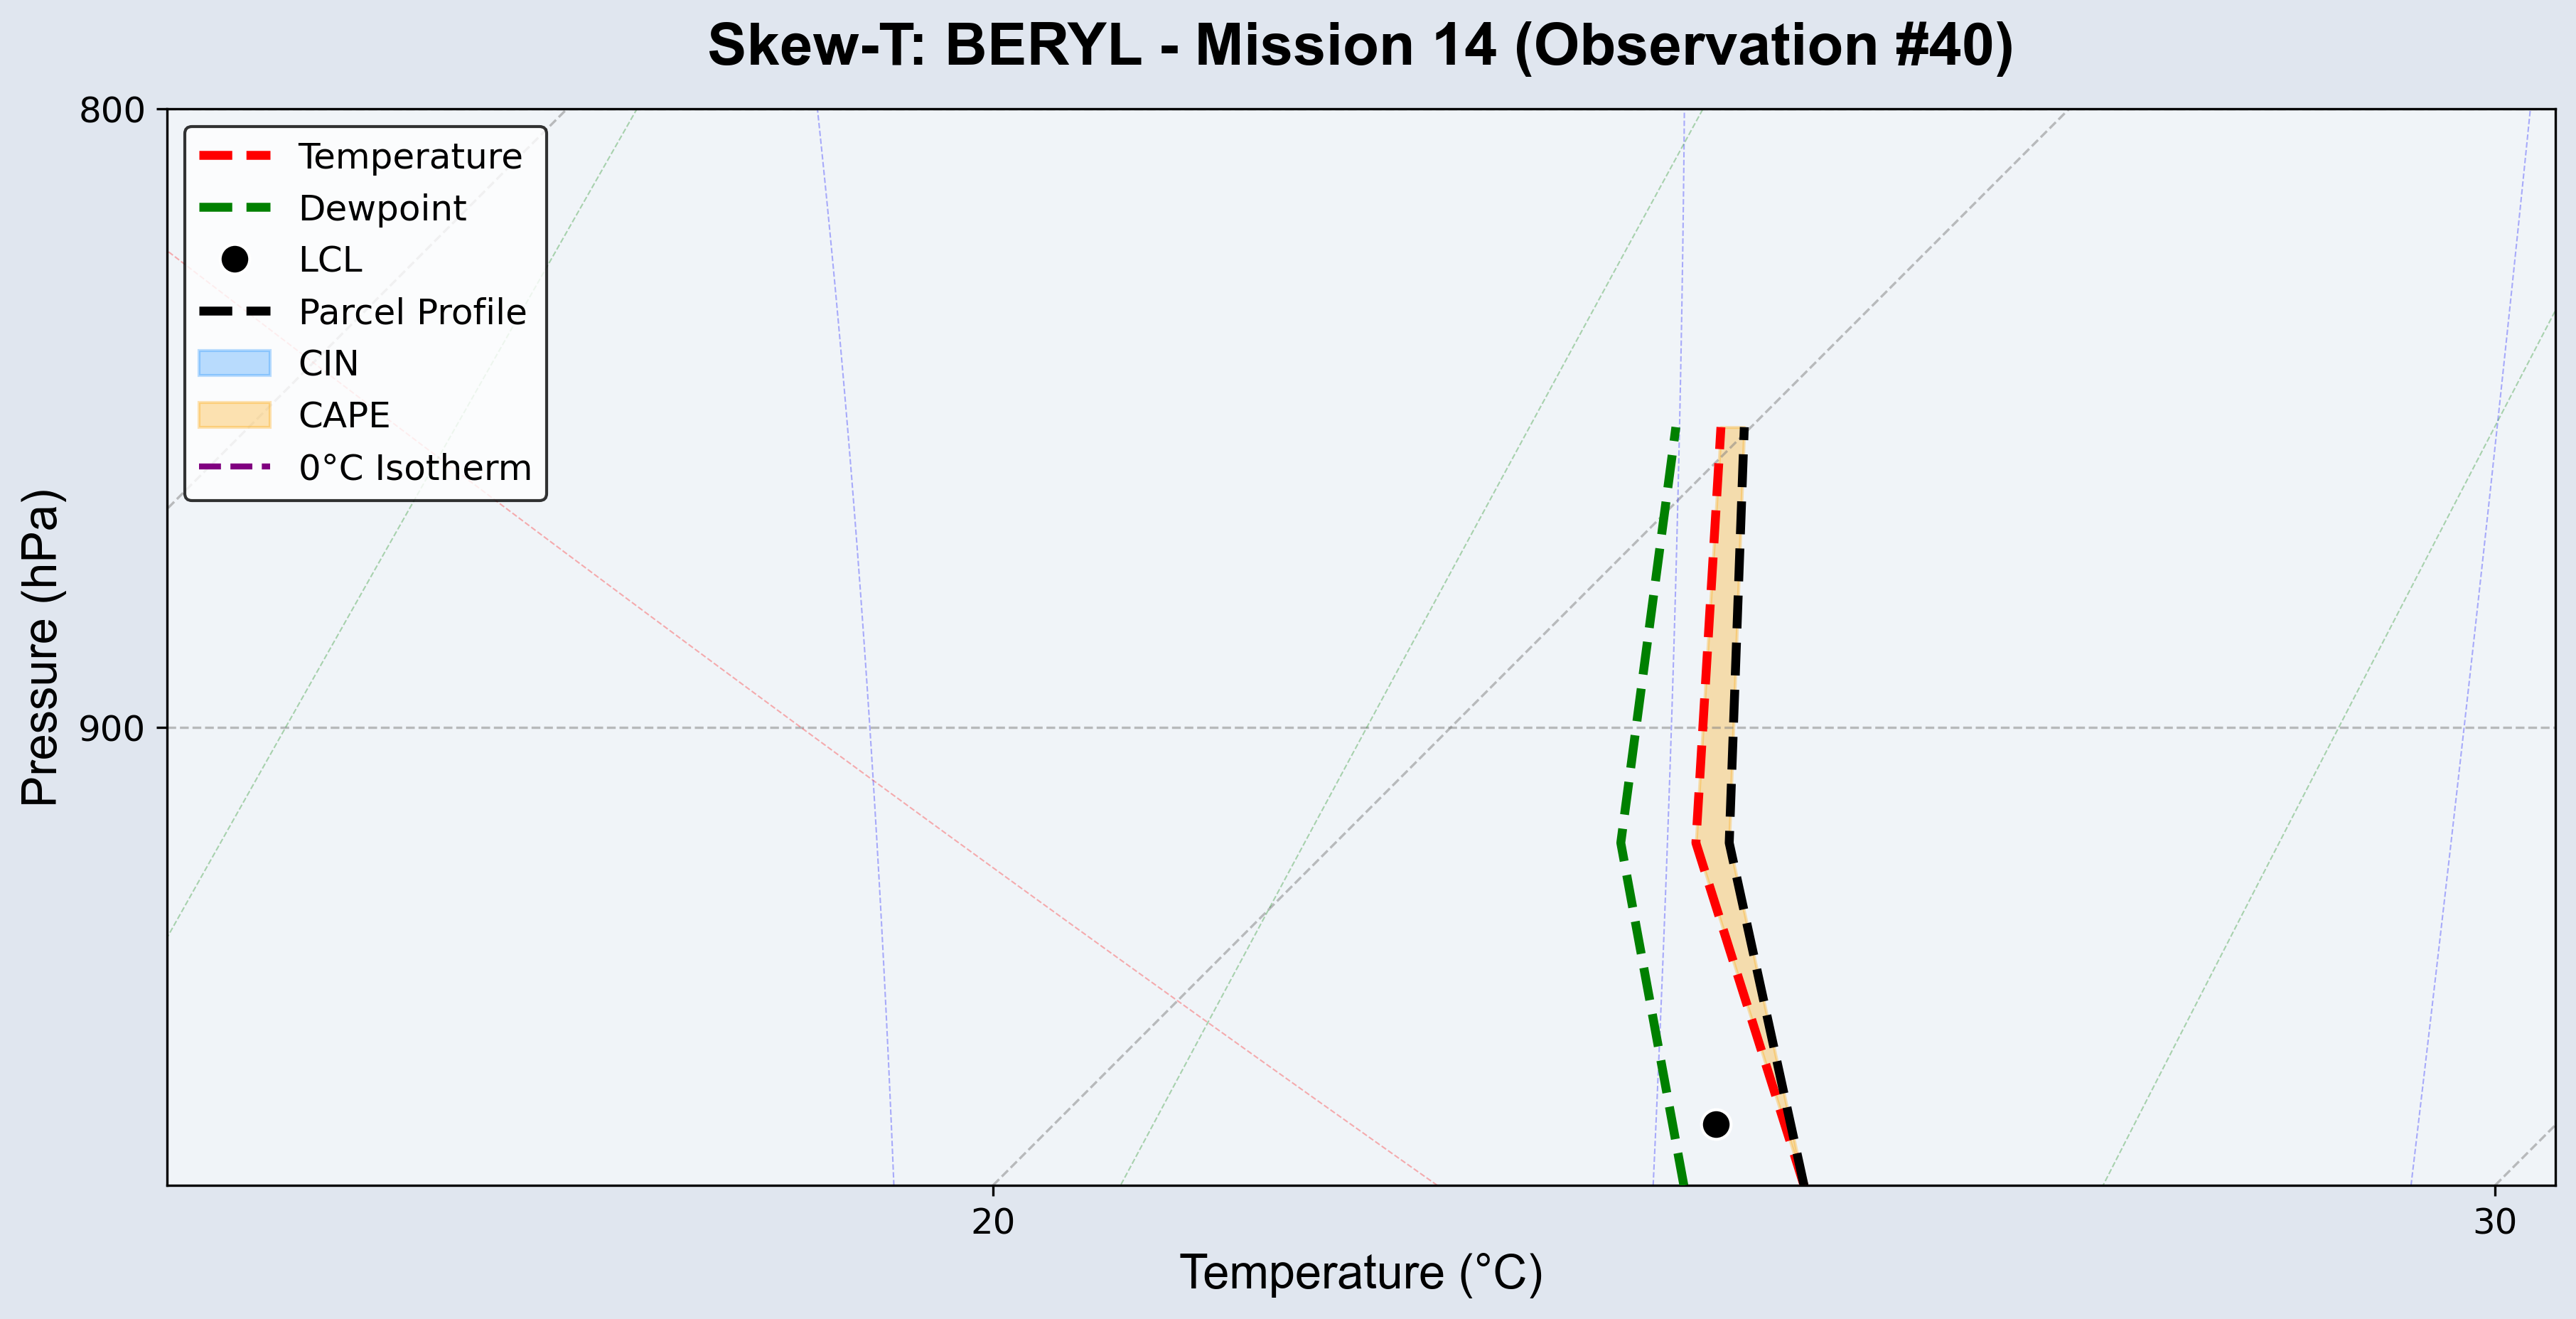 Skew-T: BERYL - Mission 14 (Observation #40)
800
Temperature
Dewpoint
LCL
Parcel Profile
CIN
CAPE
0°C Isotherm
Pressure (hPa)
900
20
30
Temperature (°C)